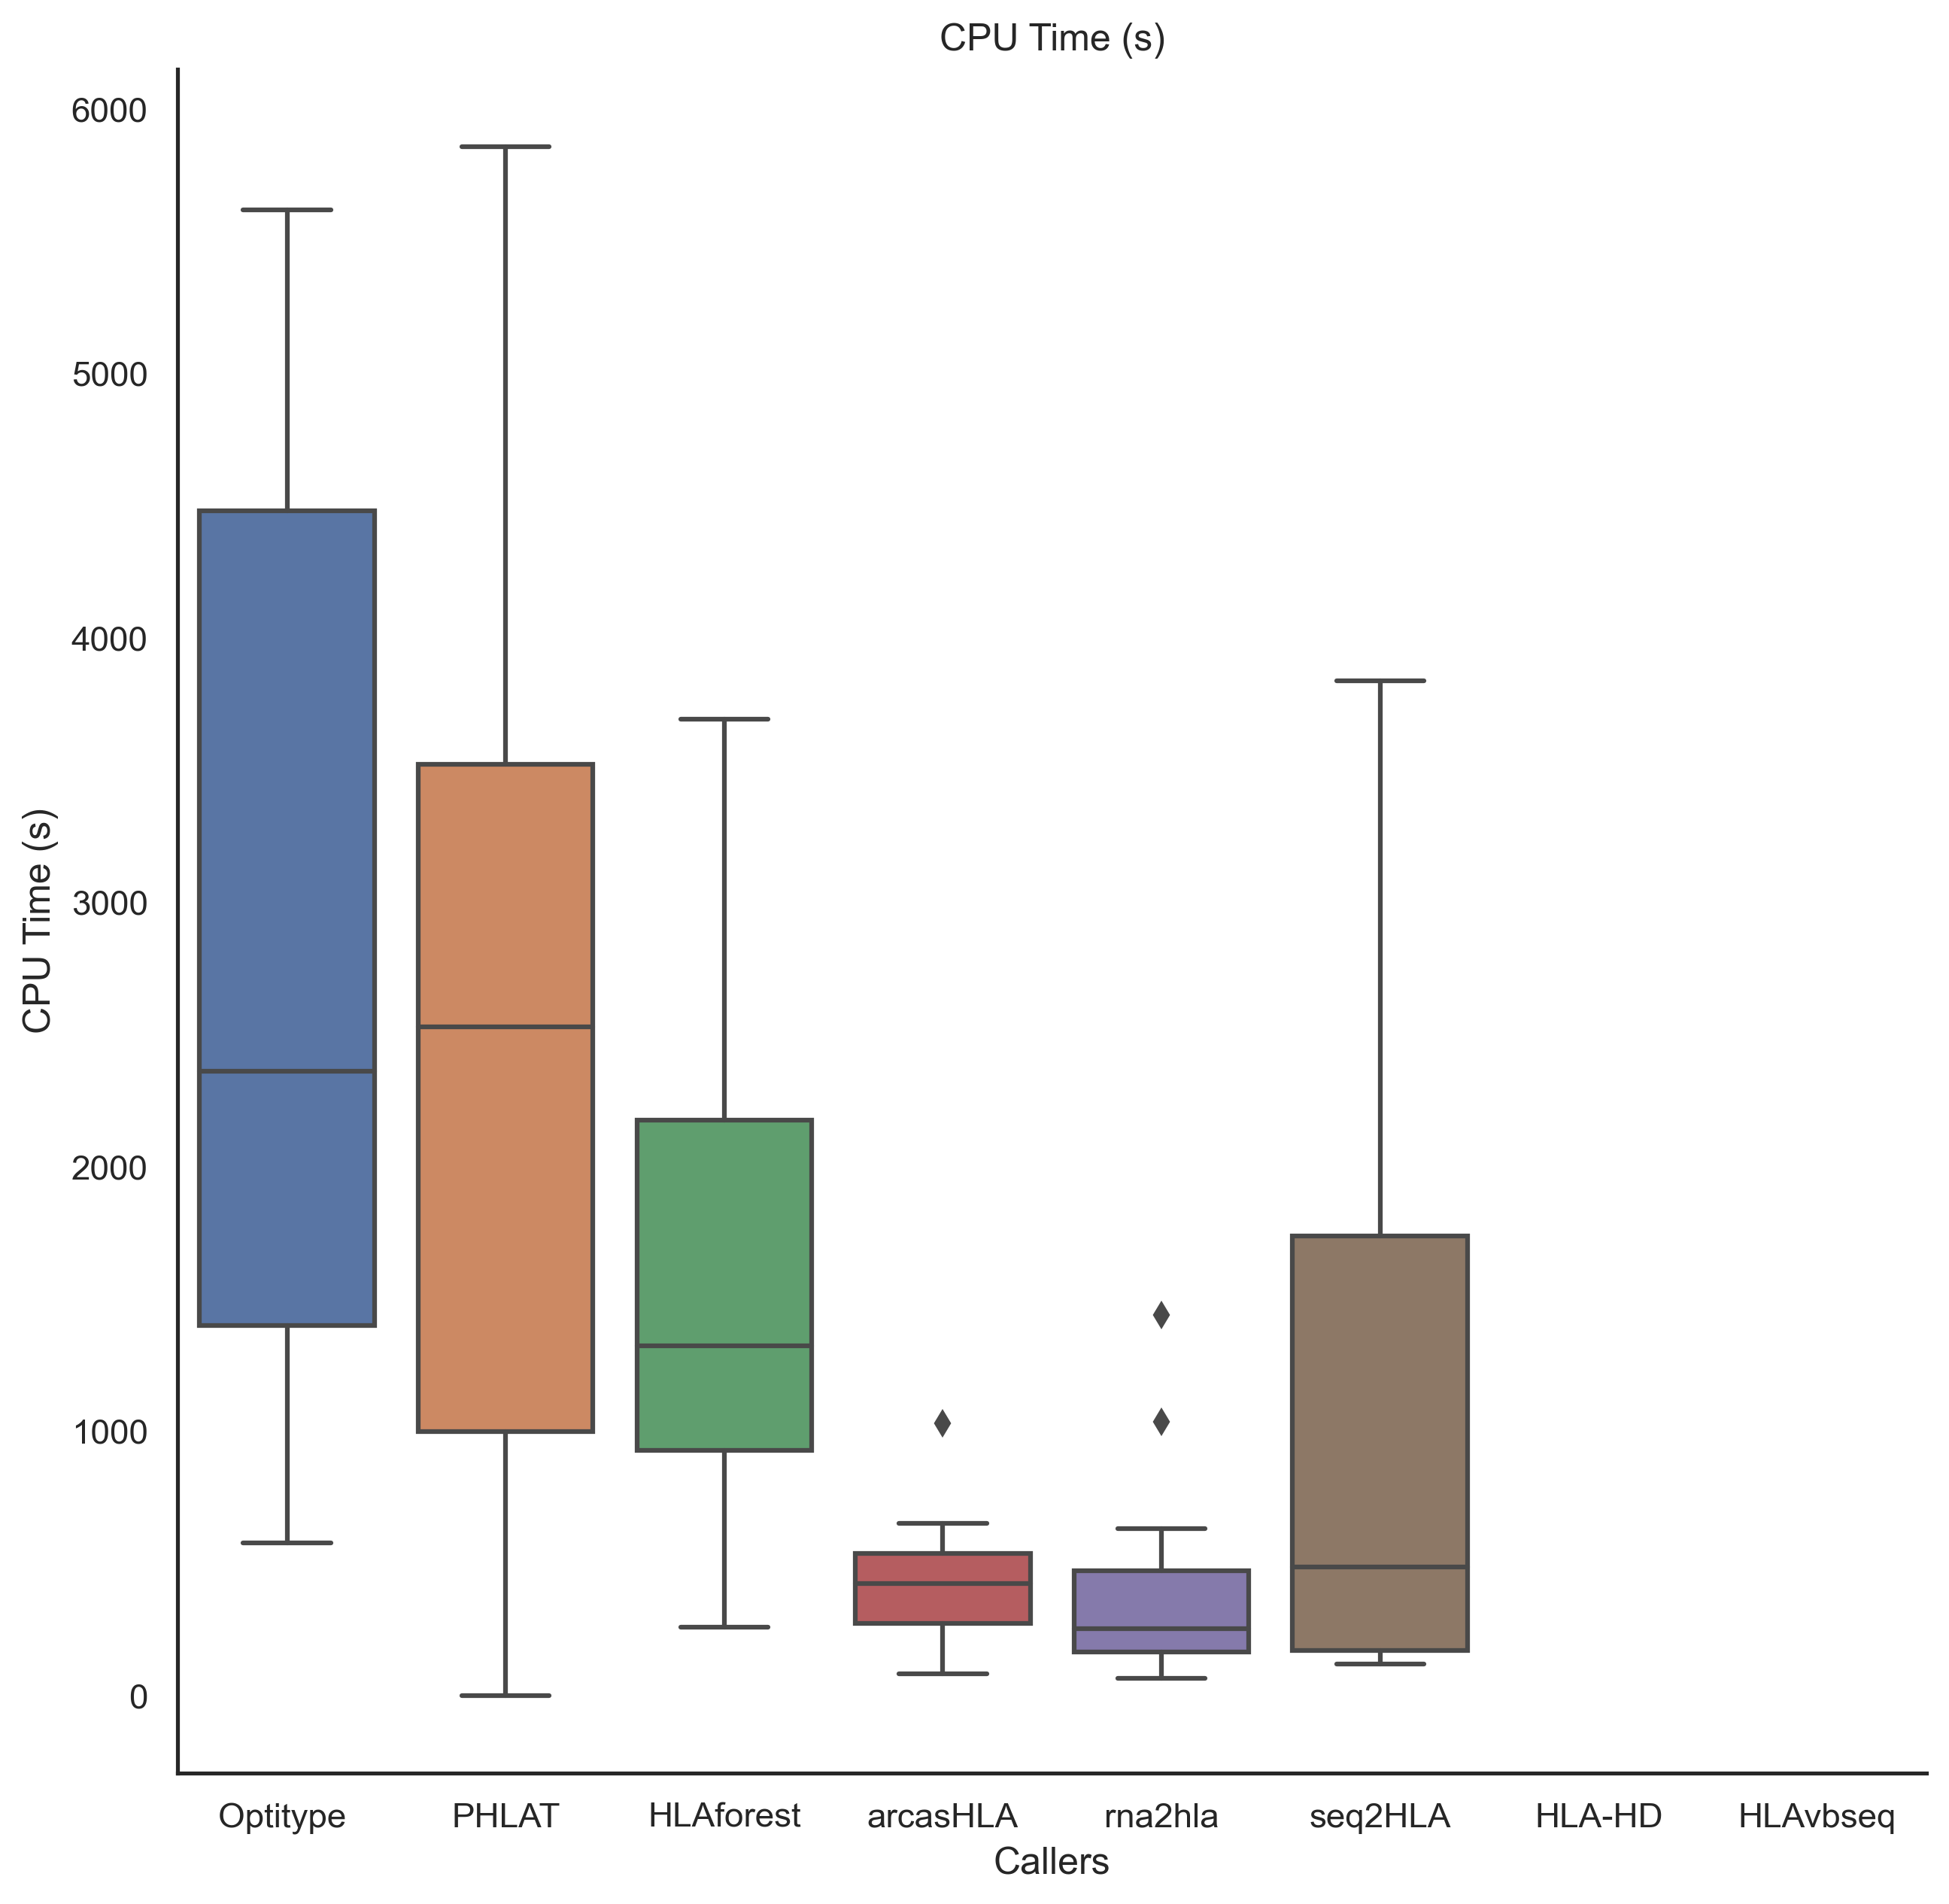 CPU Time (s)
CPU Time (s)
6000
5000
4000
3000
2000
1000
0
Optitype PHLAT HLAforest arcasHLA rna2hla seq2HLA HLA-HD HLAvbseq
Callers